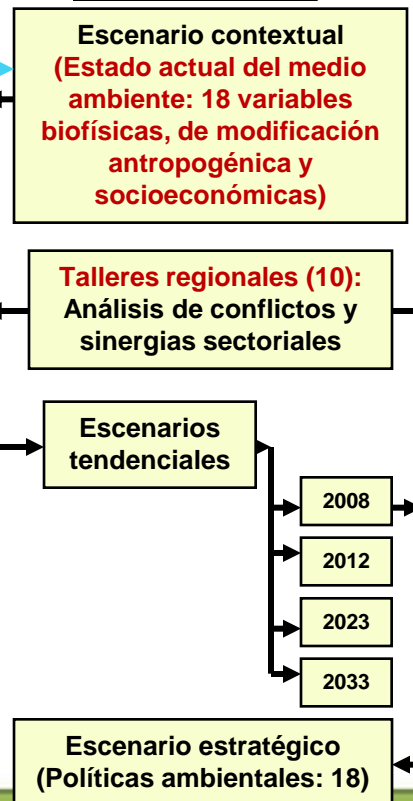 Escenario contextual
(Estado actual del medio
ambiente: 18 variables
biofísicas, de modificación
antropogénica y
socioeconómicas)
Talleres regionales (10):
Análisis de conflictos y
sinergias sectoriales
Escenarios
tendenciales
2008
2012
2023
2033
Escenario estratégico
(Políticas ambientales: 18)